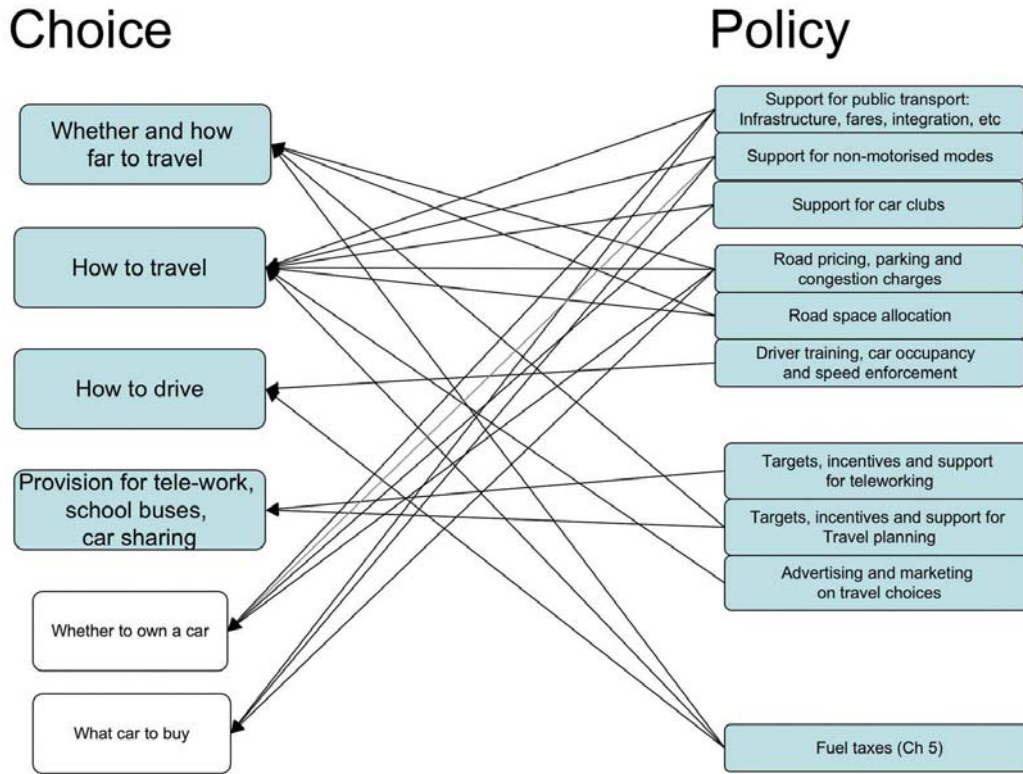 Choice
Policy
Whether and how
far to travel
How to travel
How to drive
Provision for tele-work,
school buses,
car sharing
Whether to own a car
What car to buy
Support for public transport:
Infrastructure, fares, integration, etc
Support for non-motorised modes
Support for car clubs
Road pricing, parking and
congestion charges
Road space allocation
Driver training, car occupancy
and speed enforcement
Targets, incentives and support
for teleworking
Targets, incentives and support for
Travel planning
Advertising and marketing
on travel choices
Fuel taxes (Ch 5)